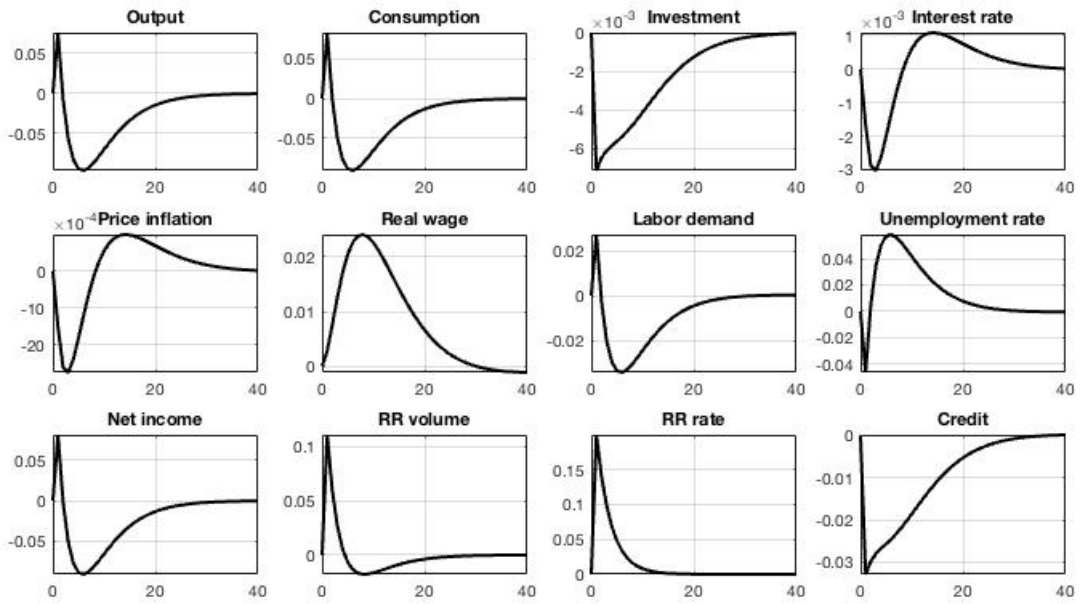 Output
0.05
0
-0.05
0 20 40
Consumption
0.05
0
-0.05
0 20 40
×10-3 Investment
0
-2
-4
-6
0 20 40
×10-3 Interest rate
1
0
-1
-2
-3
0 20 40
×10-4 Price inflation
0
-10
-20
0 20 40
Real wage
0.02
0.01
0
0 20 40
Labor demand
0.02
0
-0.02
0 20 40
Unemployment rate
0.04
0.02
0
-0.02
-0.04
0 20 40
Net income
0.05
0
-0.05
0 20 40
RR volume
0.1
0.05
0
0 20 40
RR rate
0.15
0.1
0.05
0
0 20 40
Credit
0
-0.01
-0.02
-0.03
0 20 40